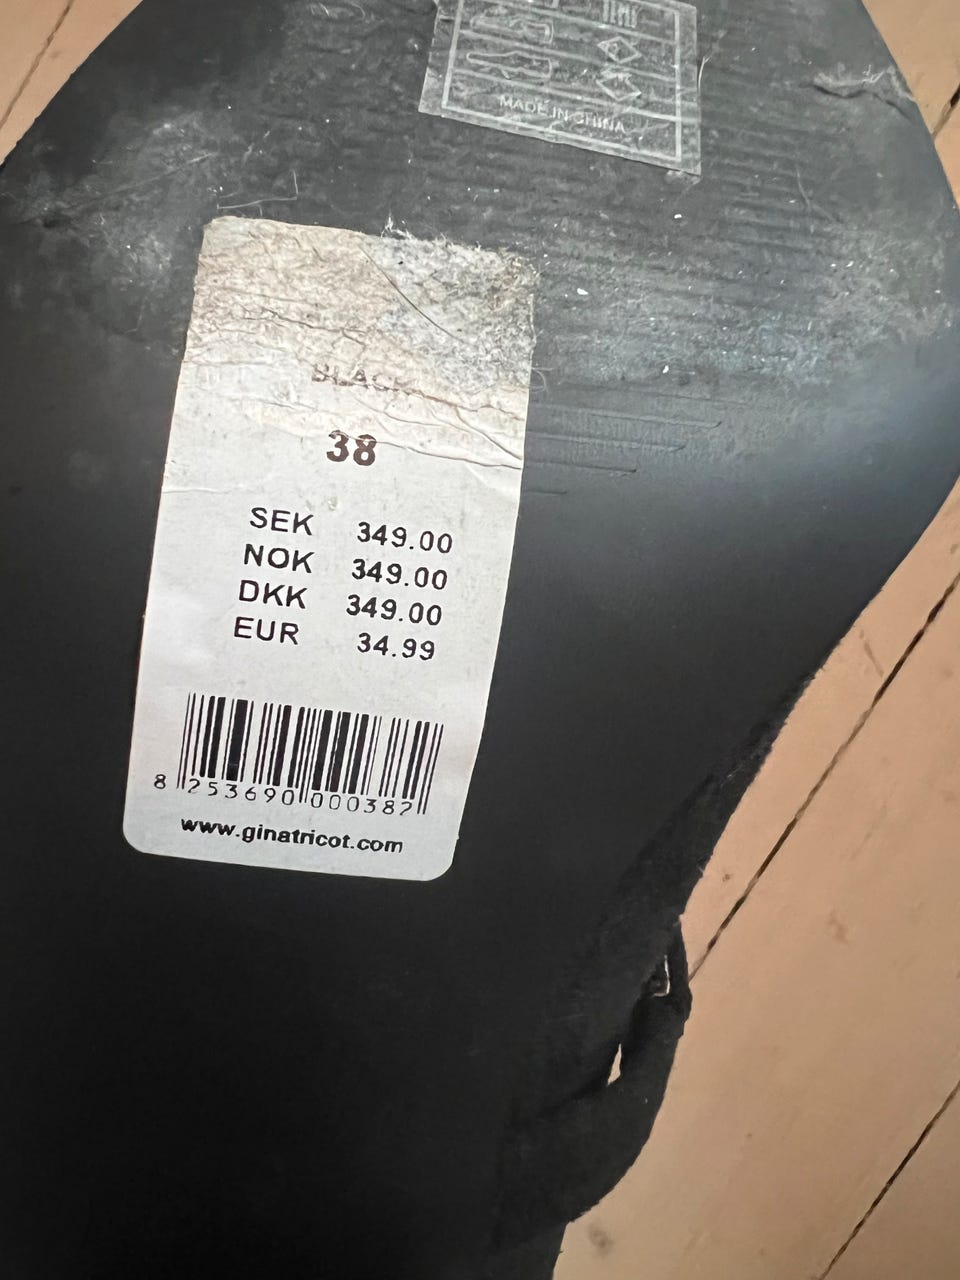 MADE IN CHINA
BLACK
38
SEK 349.00
NOK 349.00
DKK 349.00
EUR 34.99
8 253690 000382
www.ginatricot.com